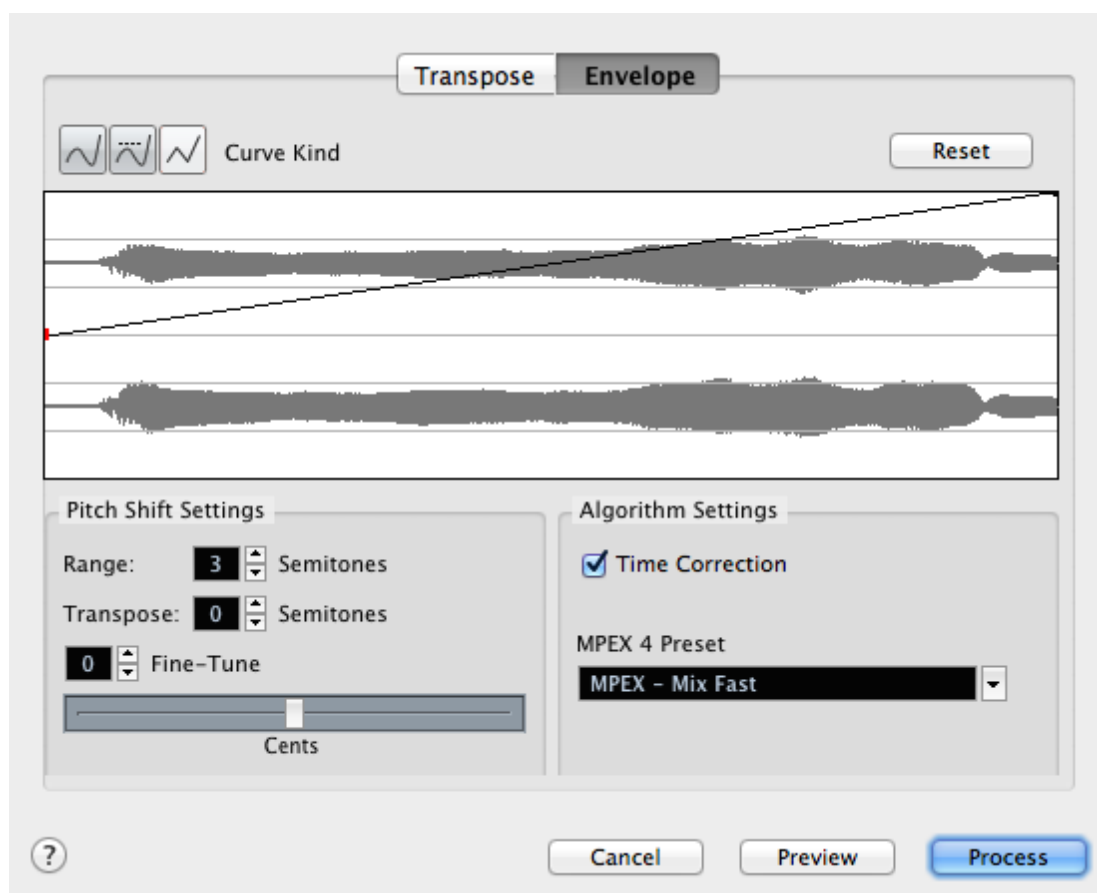 Transpose Envelope
Curve Kind
Reset
Pitch Shift Settings
Range: 3 Semitones
Transpose: 0 Semitones
0 Fine-Tune
Cents
Algorithm Settings
Time Correction
MPEX 4 Preset
MPEX - Mix Fast
? Cancel Preview Process